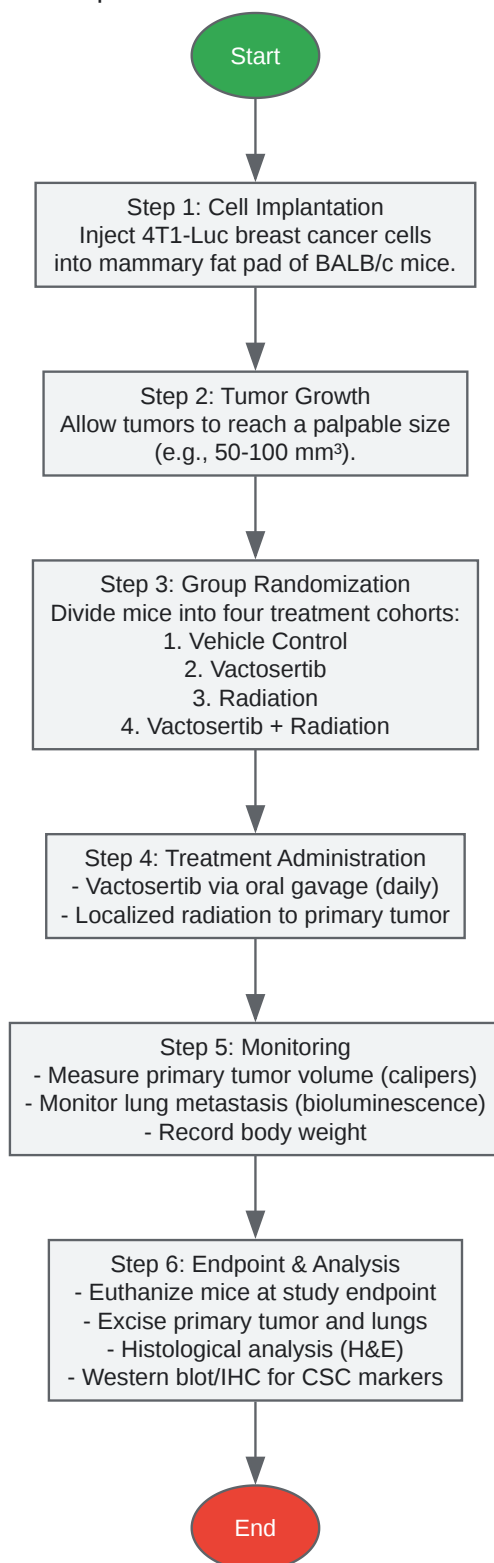 Start
Step 1: Cell Implantation
Inject 4T1-Luc breast cancer cells
into mammary fat pad of BALB/c mice.
Step 2: Tumor Growth
Allow tumors to reach a palpable size
(e.g., 50-100 mm³).
Step 3: Group Randomization
Divide mice into four treatment cohorts:
1. Vehicle Control
2. Vactosertib
3. Radiation
4. Vactosertib + Radiation
Step 4: Treatment Administration
- Vactosertib via oral gavage (daily)
- Localized radiation to primary tumor
Step 5: Monitoring
- Measure primary tumor volume (calipers)
- Monitor lung metastasis (bioluminescence)
- Record body weight
Step 6: Endpoint & Analysis
- Euthanize mice at study endpoint
- Excise primary tumor and lungs
- Histological analysis (H&E)
- Western blot/IHC for CSC markers
End